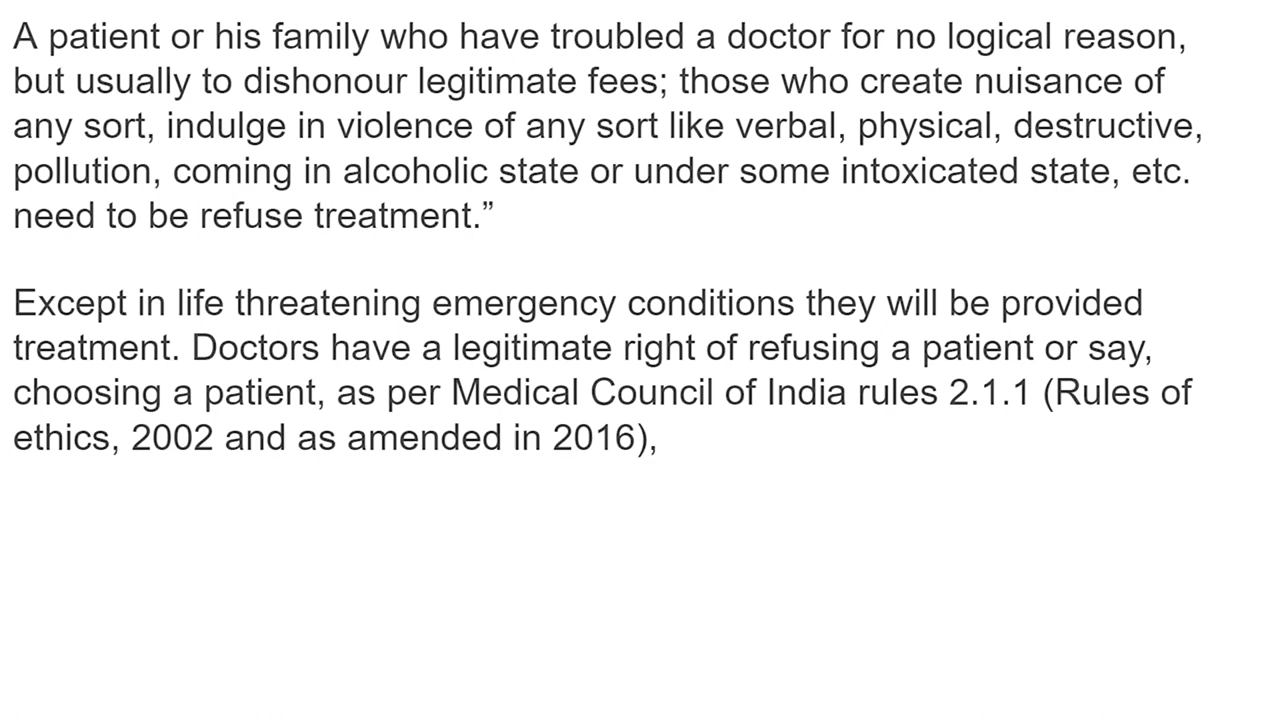 A patient or his family who have troubled a doctor for no logical reason,
but usually to dishonour legitimate fees; those who create nuisance of
any sort, indulge in violence of any sort like verbal, physical, destructive,
pollution, coming in alcoholic state or under some intoxicated state, etc.
need to be refuse treatment.”
Except in life threatening emergency conditions they will be provided
treatment. Doctors have a legitimate right of refusing a patient or say,
choosing a patient, as per Medical Council of India rules 2.1.1 (Rules of
ethics, 2002 and as amended in 2016),